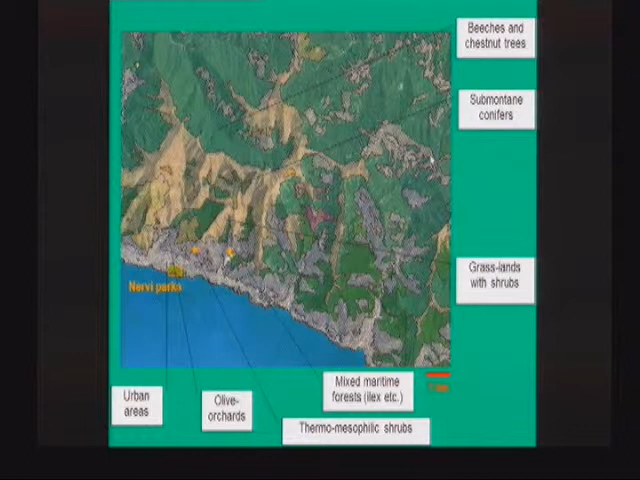 Beeches and
chestnut trees
Submontane
conifers
Grass-lands
with shrubs
Nervi parks
Mixed maritime
forests (ilex etc.)
Urban
areas
Olive-
orchards
Thermo-mesophilic shrubs